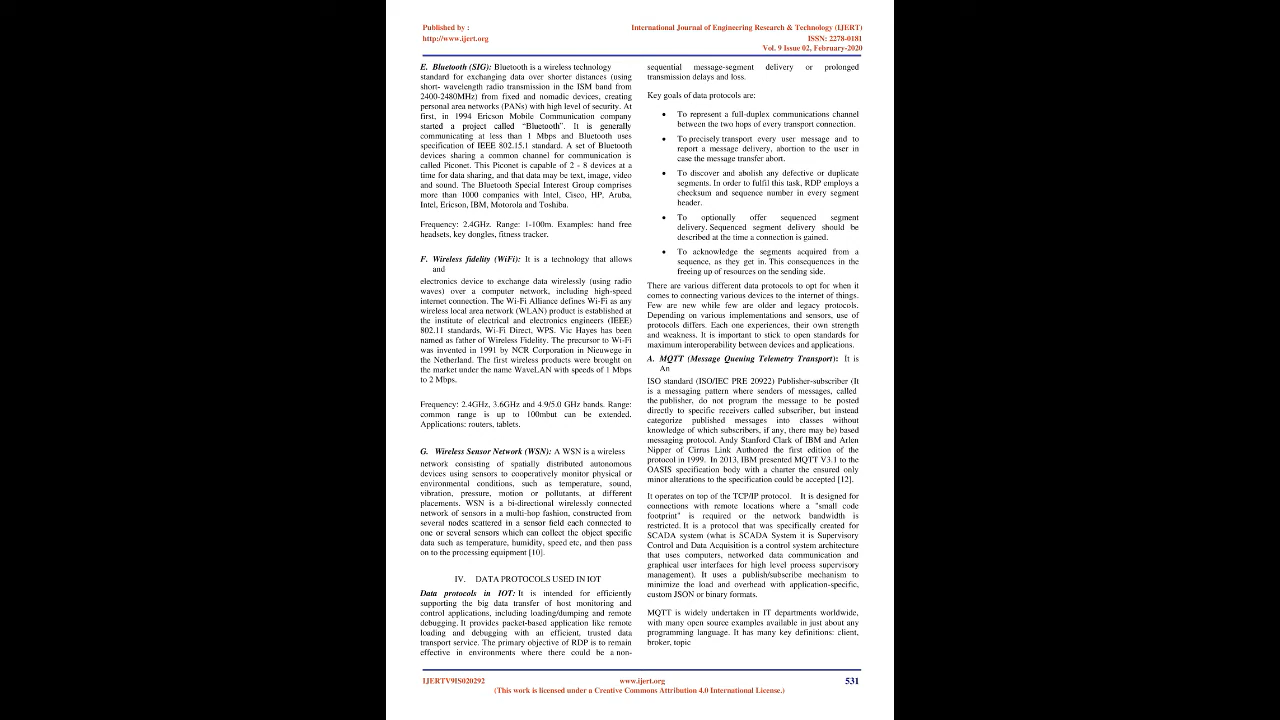 Published by :
http://www.ijert.org
International Journal of Engineering Research & Technology (IJERT)
ISSN: 2278-0181
Vol. 9 Issue 02, February-2020
E. Bluetooth (SIG): Bluetooth is a wireless technology
standard for exchanging data over shorter distances (using
short- wavelength radio transmission in the ISM band from
2400-2480MHz) from fixed and nomadic devices, creating
personal area networks (PANs) with high level of security. At
first, in 1994 Ericson Mobile Communication company
started a project called “Bluetooth”. It is generally
communicating at less than 1 Mbps and Bluetooth uses
specification of IEEE 802.15.1 standard. A set of Bluetooth
devices sharing a common channel for communication is
called Piconet. This Piconet is capable of 2 - 8 devices at a
time for data sharing, and that data may be text, image, video
and sound. The Bluetooth Special Interest Group comprises
more than 1000 companies with Intel, Cisco, HP, Aruba,
Intel, Ericson, IBM, Motorola and Toshiba.
Frequency: 2.4GHz. Range: 1-100m. Examples: hand free
headsets, key dongles, fitness tracker.
F. Wireless fidelity (WiFi): It is a technology that allows
and
electronics device to exchange data wirelessly (using radio
waves) over a computer network, including high-speed
internet connection. The Wi-Fi Alliance defines Wi-Fi as any
wireless local area network (WLAN) product is established at
the institute of electrical and electronics engineers (IEEE)
802.11 standards, Wi-Fi Direct, WPS. Vic Hayes has been
named as father of Wireless Fidelity. The precursor to Wi-Fi
was invented in 1991 by NCR Corporation in Nieuwege in
the Netherland. The first wireless products were brought on
the market under the name WaveLAN with speeds of 1 Mbps
to 2 Mbps.
Frequency: 2.4GHz, 3.6GHz and 4.9/5.0 GHz bands. Range:
common range is up to 100mbut can be extended.
Applications: routers, tablets.
G. Wireless Sensor Network (WSN): A WSN is a wireless
network consisting of spatially distributed autonomous
devices using sensors to cooperatively monitor physical or
environmental conditions, such as temperature, sound,
vibration, pressure, motion or pollutants, at different
placements. WSN is a bi-directional wirelessly connected
network of sensors in a multi-hop fashion, constructed from
several nodes scattered in a sensor field each connected to
one or several sensors which can collect the object specific
data such as temperature, humidity, speed etc, and then pass
on to the processing equipment [10].
IV. DATA PROTOCOLS USED IN IOT
Data protocols in IOT: It is intended for efficiently
supporting the big data transfer of host monitoring and
control applications, including loading/dumping and remote
debugging. It provides packet-based application like remote
loading and debugging with an efficient, trusted data
transport service. The primary objective of RDP is to remain
effective in environments where there could be a non-
sequential message-segment delivery or prolonged
transmission delays and loss.
Key goals of data protocols are:
• To represent a full-duplex communications channel
between the two hops of every transport connection.
• To precisely transport every user message and to
report a message delivery, abortion to the user in
case the message transfer abort.
• To discover and abolish any defective or duplicate
segments. In order to fulfil this task, RDP employs a
checksum and sequence number in every segment
header.
• To optionally offer sequenced segment
delivery. Sequenced segment delivery should be
described at the time a connection is gained.
• To acknowledge the segments acquired from a
sequence, as they get in. This consequences in the
freeing up of resources on the sending side.
There are various different data protocols to opt for when it
comes to connecting various devices to the internet of things.
Few are new while few are older and legacy protocols.
Depending on various implementations and sensors, use of
protocols differs. Each one experiences, their own strength
and weakness. It is important to stick to open standards for
maximum interoperability between devices and applications.
A. MQTT (Message Queuing Telemetry Transport): It is
An
ISO standard (ISO/IEC PRE 20922) Publisher-subscriber (It
is a messaging pattern where senders of messages, called
the publisher, do not program the message to be posted
directly to specific receivers called subscriber, but instead
categorize published messages into classes without
knowledge of which subscribers, if any, there may be) based
messaging protocol. Andy Stanford Clark of IBM and Arlen
Nipper of Cirrus Link Authored the first edition of the
protocol in 1999. In 2013, IBM presented MQTT V3.1 to the
OASIS specification body with a charter the ensured only
minor alterations to the specification could be accepted [12].
It operates on top of the TCP/IP protocol. It is designed for
connections with remote locations where a "small code
footprint" is required or the network bandwidth is
restricted. It is a protocol that was specifically created for
SCADA system (what is SCADA System it is Supervisory
Control and Data Acquisition is a control system architecture
that uses computers, networked data communication and
graphical user interfaces for high level process supervisory
management). It uses a publish/subscribe mechanism to
minimize the load and overhead with application-specific,
custom JSON or binary formats.
MQTT is widely undertaken in IT departments worldwide,
with many open source examples available in just about any
programming language. It has many key definitions: client,
broker, topic
IJERTV9IS020292
www.ijert.org
531
(This work is licensed under a Creative Commons Attribution 4.0 International License.)